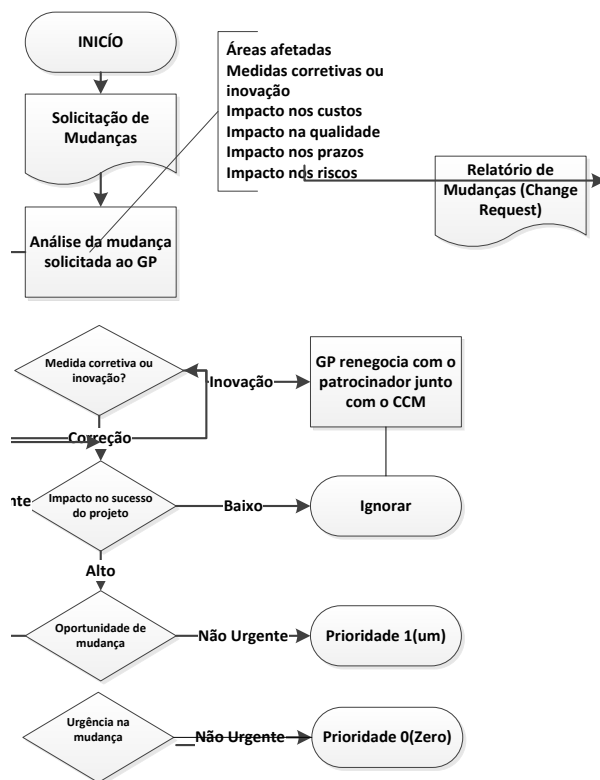 INICÍO
Solicitação de
Mudanças
Análise da mudança
solicitada ao GP
Áreas afetadas
Medidas corretivas ou
inovação
Impacto nos custos
Impacto na qualidade
Impacto nos prazos
Impacto nos riscos
Relatório de
Mudanças (Change
Request)
Medida corretiva ou
inovação?
Inovação
GP renegocia com o
patrocinador junto
com o CCM
Correção
nte
Impacto no sucesso
do projeto
Baixo
Ignorar
Alto
Oportunidade de
mudança
Não Urgente
Prioridade 1(um)
Urgência na
mudança
Não Urgente
Prioridade 0(Zero)